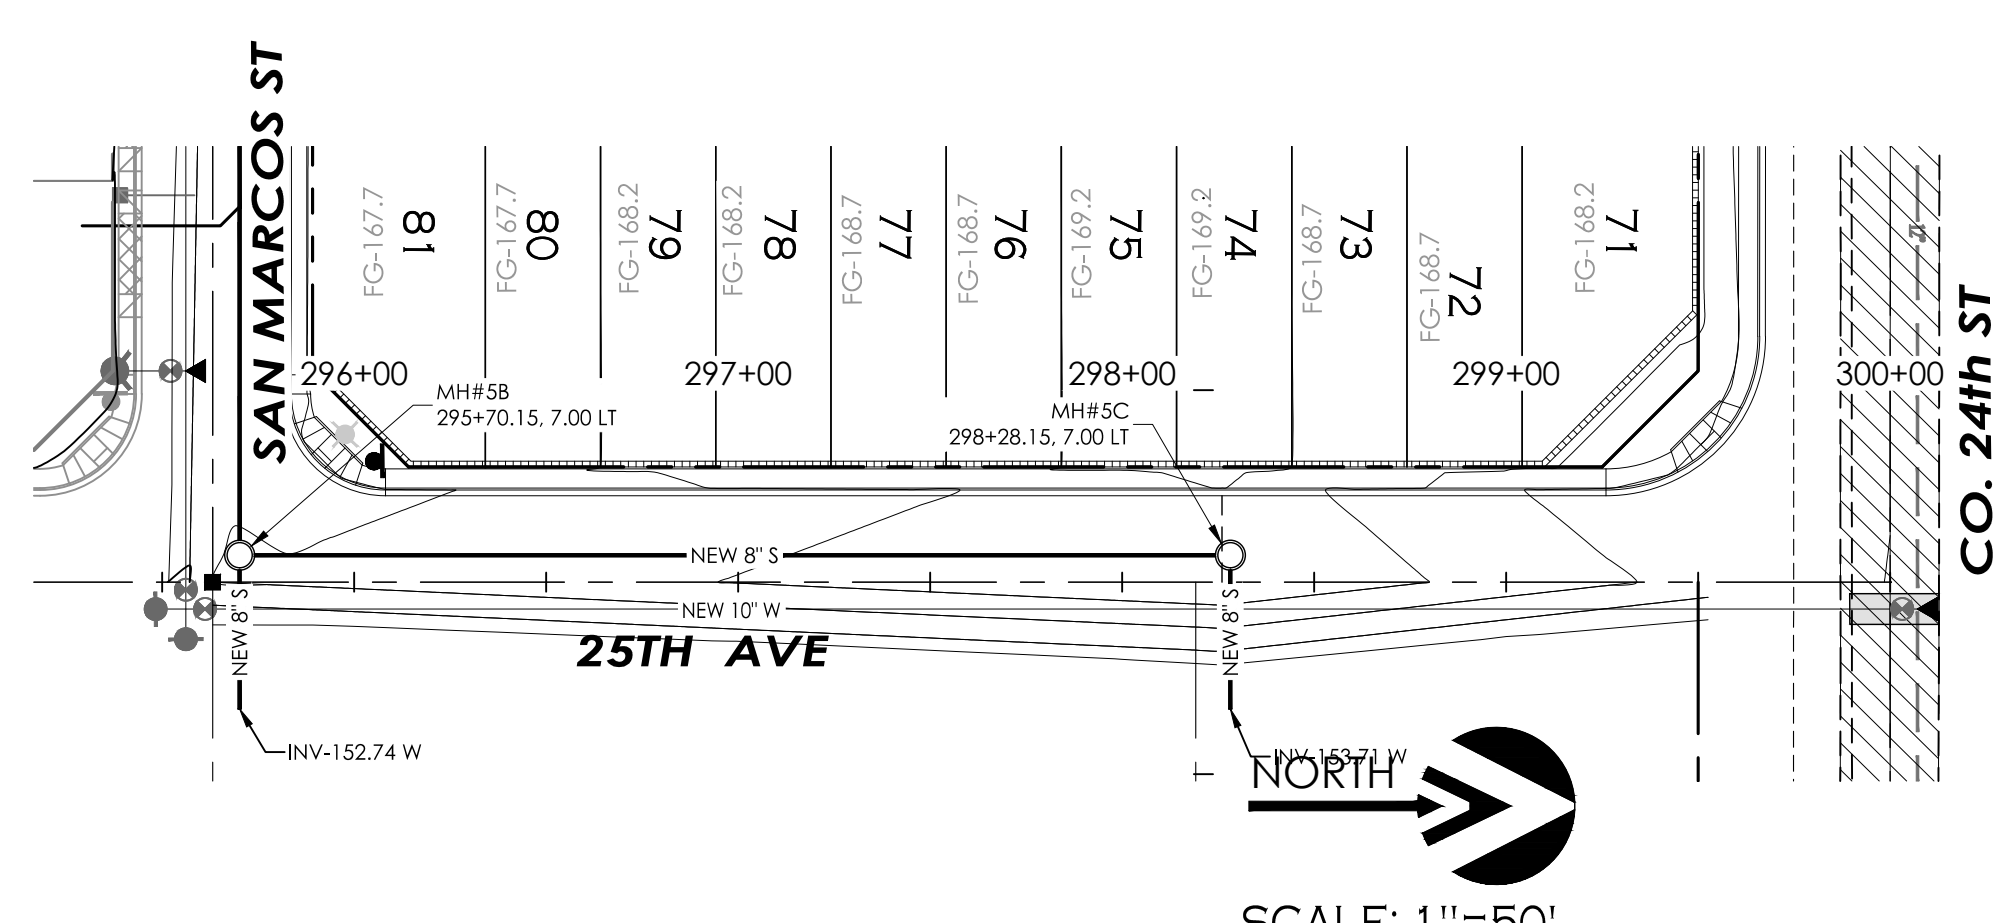 SAN MARCOS ST
FG-167.7
81
FG-167.7
80
FG-168.2
79
FG-168.2
78
FG-168.7
77
FG-168.7
76
FG-169.2
75
FG-169.2
74
FG-168.7
73
FG-168.7
72
FG-168.2
71
296+00
297+00
298+00
299+00
300+00
CO. 24th ST
MH#5B
295+70.15, 7.00 LT
MH#5C
298+28.15, 7.00 LT
NEW 8" S
NEW 10" W
NEW 8" S
NEW 8" S
25TH AVE
INV-152.74 W
INV-153.71 W
NORTH
SCALE: 1"=50'